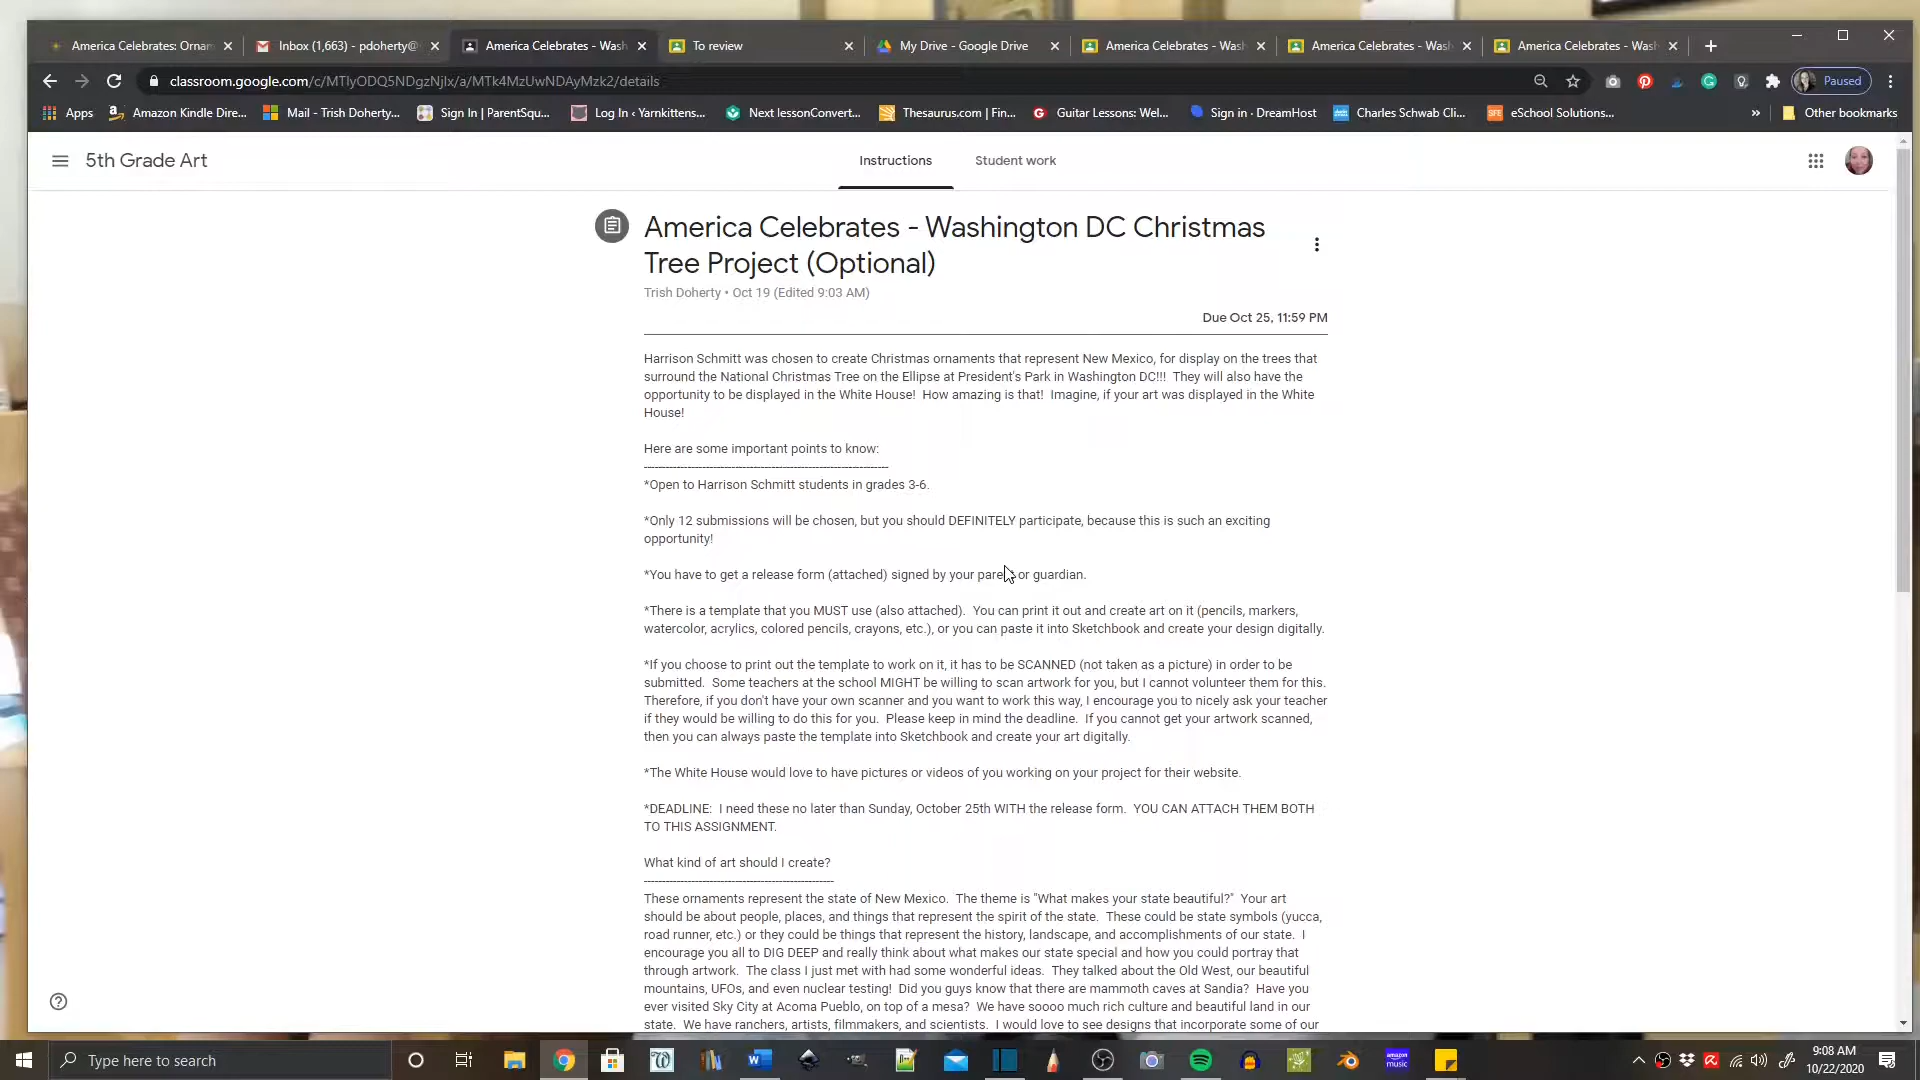 America Celebrates: Ornam
Inbox (1,663) - pdoherty@
America Celebrates - Wash
To review
My Drive - Google Drive
America Celebrates - Wash
America Celebrates - Wash
America Celebrates - Wash
classroom.google.com/c/MTIyODQ5NDgzNjIx/a/MTk4MzUwNDAyMzk2/details
Paused
Apps
Amazon Kindle Dire...
Mail - Trish Doherty...
Sign In | ParentSqu...
Log In ‹ Yarnkittens...
Next lessonConvert...
Thesaurus.com | Fin...
Guitar Lessons: Wel...
Sign in · DreamHost
Charles Schwab Cli...
SFE
eSchool Solutions...
»
Other bookmarks
5th Grade Art
Instructions
Student work
America Celebrates - Washington DC Christmas
Tree Project (Optional)
Trish Doherty • Oct 19 (Edited 9:03 AM)
Due Oct 25, 11:59 PM
Harrison Schmitt was chosen to create Christmas ornaments that represent New Mexico, for display on the trees that
surround the National Christmas Tree on the Ellipse at President's Park in Washington DC!!! They will also have the
opportunity to be displayed in the White House! How amazing is that! Imagine, if your art was displayed in the White
House!
Here are some important points to know:
*Open to Harrison Schmitt students in grades 3-6.
*Only 12 submissions will be chosen, but you should DEFINITELY participate, because this is such an exciting
opportunity!
*You have to get a release form (attached) signed by your parent or guardian.
*There is a template that you MUST use (also attached). You can print it out and create art on it (pencils, markers,
watercolor, acrylics, colored pencils, crayons, etc.), or you can paste it into Sketchbook and create your design digitally.
*If you choose to print out the template to work on it, it has to be SCANNED (not taken as a picture) in order to be
submitted. Some teachers at the school MIGHT be willing to scan artwork for you, but I cannot volunteer them for this.
Therefore, if you don't have your own scanner and you want to work this way, I encourage you to nicely ask your teacher
if they would be willing to do this for you. Please keep in mind the deadline. If you cannot get your artwork scanned,
then you can always paste the template into Sketchbook and create your art digitally.
*The White House would love to have pictures or videos of you working on your project for their website.
*DEADLINE: I need these no later than Sunday, October 25th WITH the release form. YOU CAN ATTACH THEM BOTH
TO THIS ASSIGNMENT.
What kind of art should I create?
These ornaments represent the state of New Mexico. The theme is "What makes your state beautiful?" Your art
should be about people, places, and things that represent the spirit of the state. These could be state symbols (yucca,
road runner, etc.) or they could be things that represent the history, landscape, and accomplishments of our state. I
encourage you all to DIG DEEP and really think about what makes our state special and how you could portray that
through artwork. The class I just met with had some wonderful ideas. They talked about the Old West, our beautiful
mountains, UFOs, and even nuclear testing! Did you guys know that there are mammoth caves at Sandia? Have you
ever visited Sky City at Acoma Pueblo, on top of a mesa? We have soooo much rich culture and beautiful land in our
state. We have ranchers, artists, filmmakers, and scientists. I would love to see designs that incorporate some of our
Type here to search
amazon
music
9:08 AM
10/22/2020